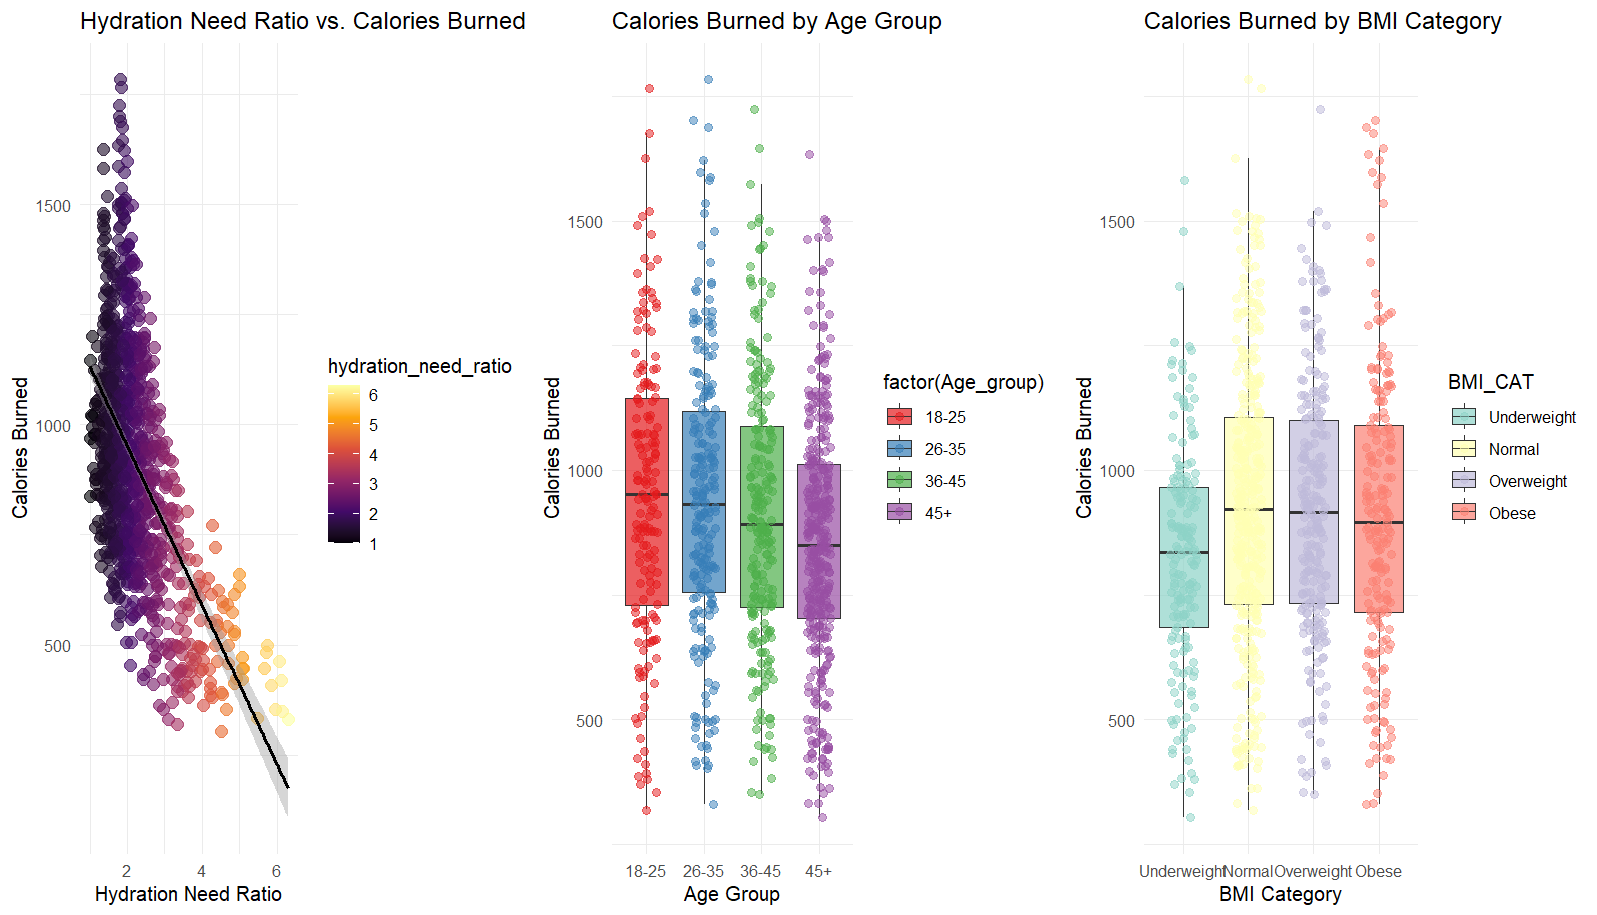 Hydration Need Ratio vs. Calories Burned
Calories Burned
1500
1000
500
2 4 6
Hydration Need Ratio
hydration_need_ratio
6
5
4
3
2
1
Calories Burned by Age Group
Calories Burned
1500
1000
500
18-25 26-35 36-45 45+
Age Group
factor(Age_group)
18-25
26-35
36-45
45+
Calories Burned by BMI Category
Calories Burned
1500
1000
500
Underweight Normal Overweight Obese
BMI Category
BMI_CAT
Underweight
Normal
Overweight
Obese